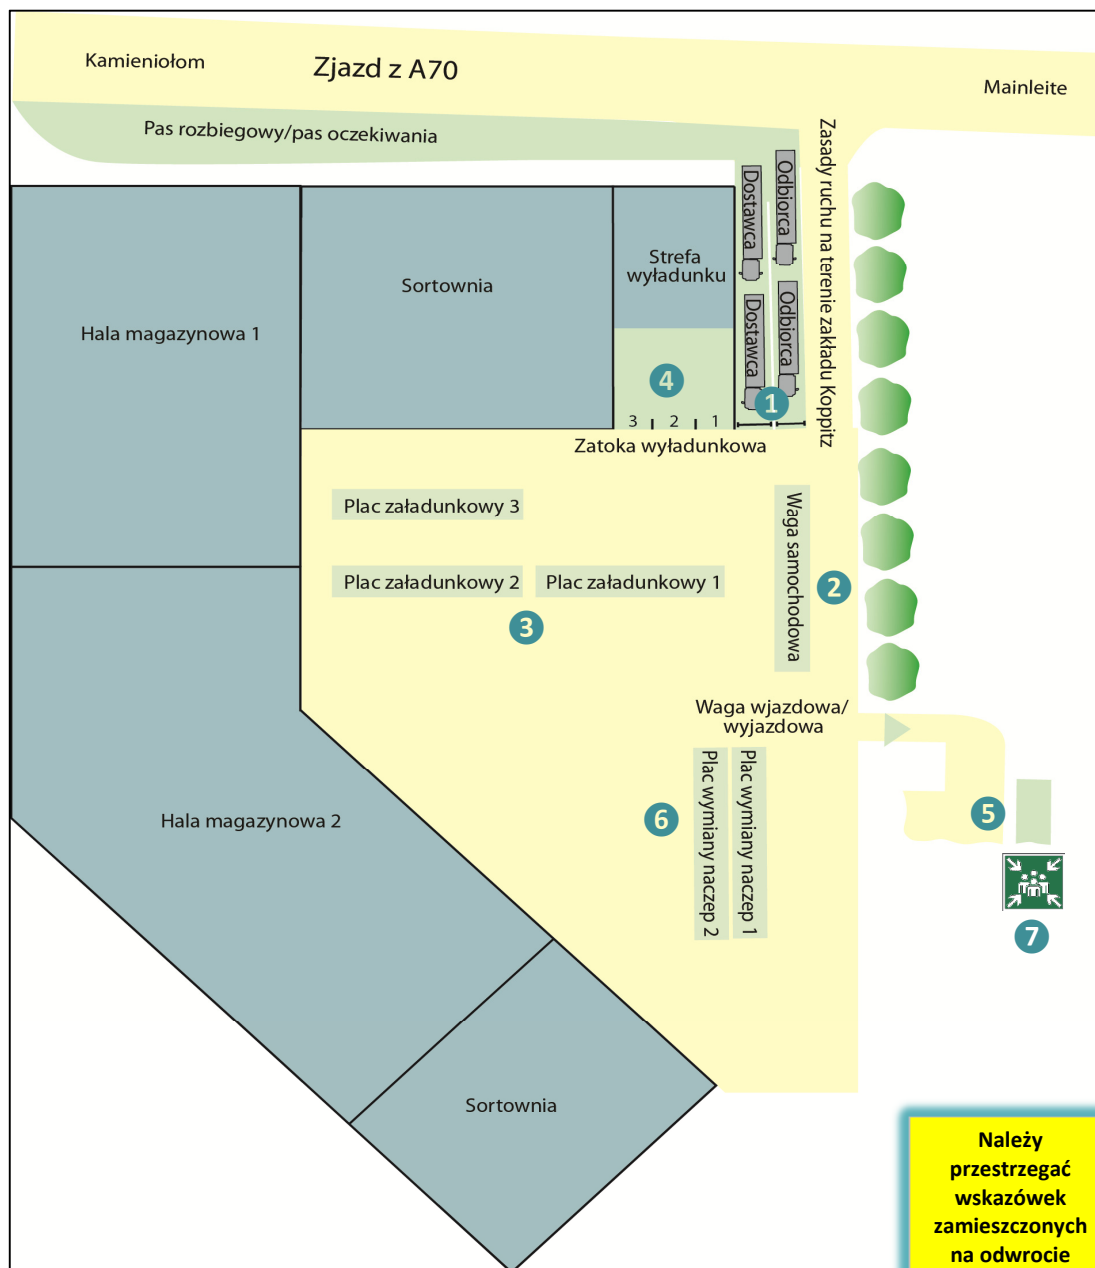 Kamieniołom
Zjazd z A70
Mainleite
Pas rozbiegowy/pas oczekiwania
Zasady ruchu na terenie zakładu Koppitz
Dostawca
Odbiorca
Dostawca
Odbiorca
1
Hala magazynowa 1
Sortownia
Strefa
wyładunku
4
3 2 1
Zatoka wyładunkowa
Plac załadunkowy 3
Plac załadunkowy 2
Plac załadunkowy 1
3
Waga samochodowa
2
Waga wjazdowa/
wyjazdowa
Plac wymiany naczep 2
Plac wymiany naczep 1
6
5
7
Hala magazynowa 2
Sortownia
Należy
przestrzegać
wskazówek
zamieszczonych
na odwrocie